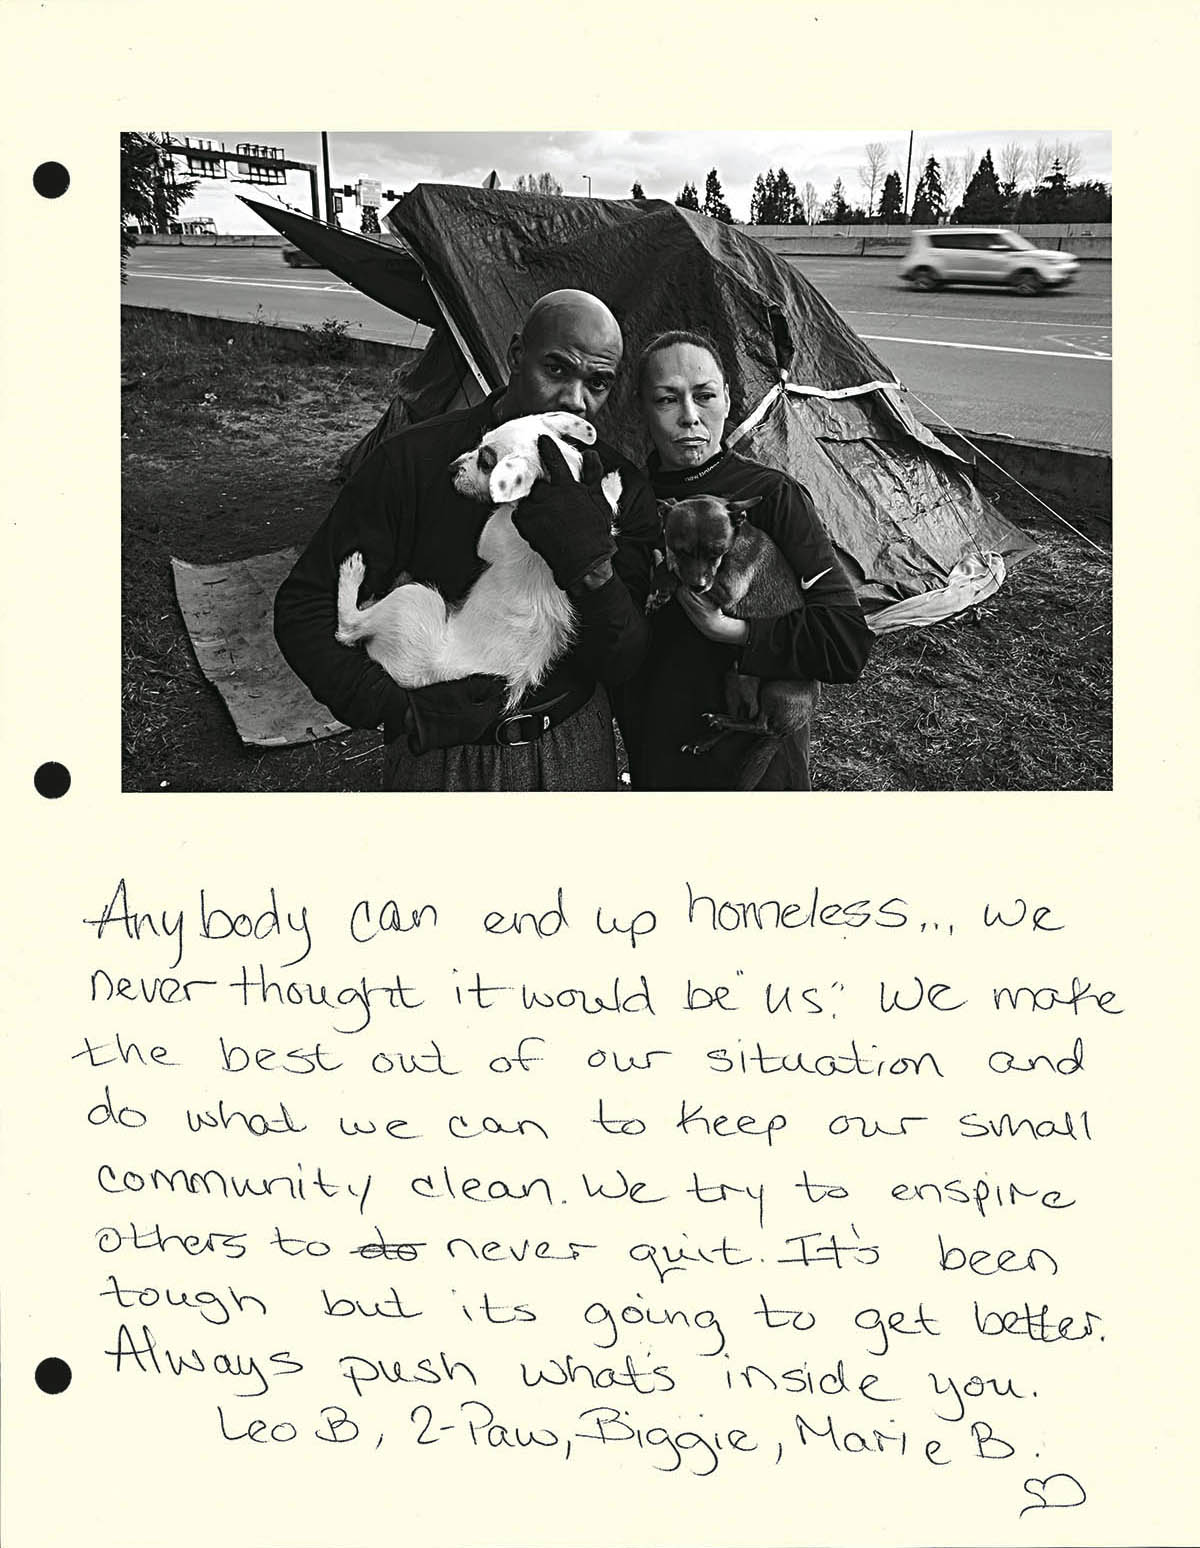 new balance
Anybody can end up homeless... we
never thought it would be "us". We make
the best out of our situation and
do what we can to keep our small
community clean. We try to enspire
others to do never quit. It's been
tough but its going to get better.
Always push what's inside you.
Leo B, 2-Paw, Biggie, Marie B.